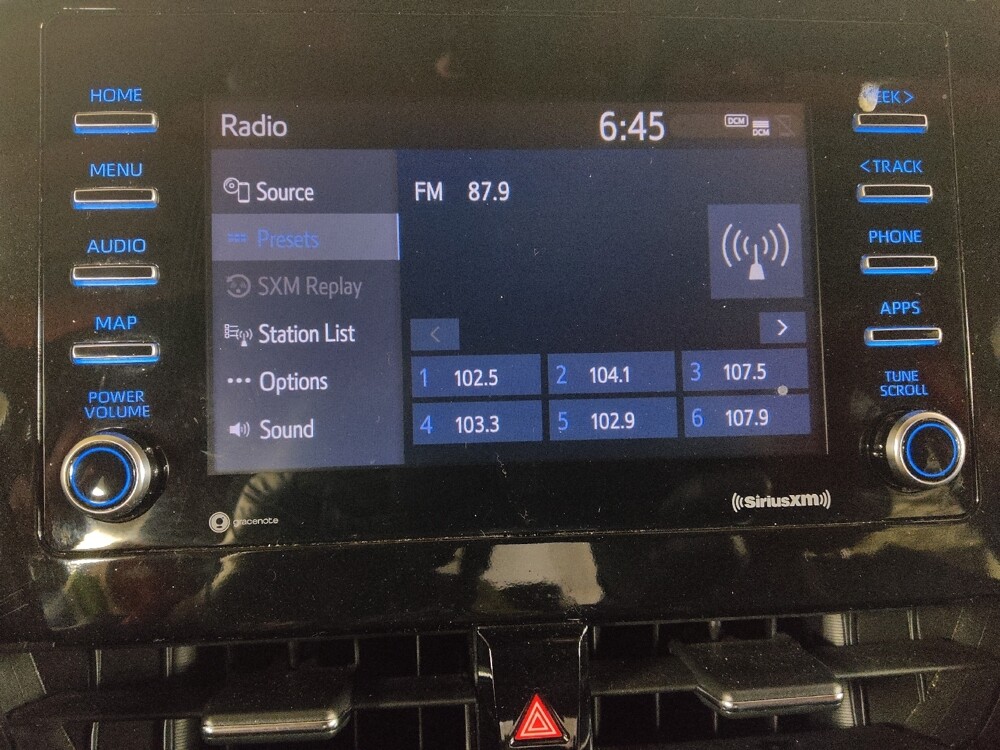 HOME
MENU
AUDIO
MAP
POWER
VOLUME
Radio 6:45 DCM DCM
Source
Presets
SXM Replay
Station List
Options
Sound
FM 87.9
< >
1 102.5 2 104.1 3 107.5
4 103.3 5 102.9 6 107.9
EEK >
< TRACK
PHONE
APPS
TUNE
SCROLL
gracenote
SiriusXM